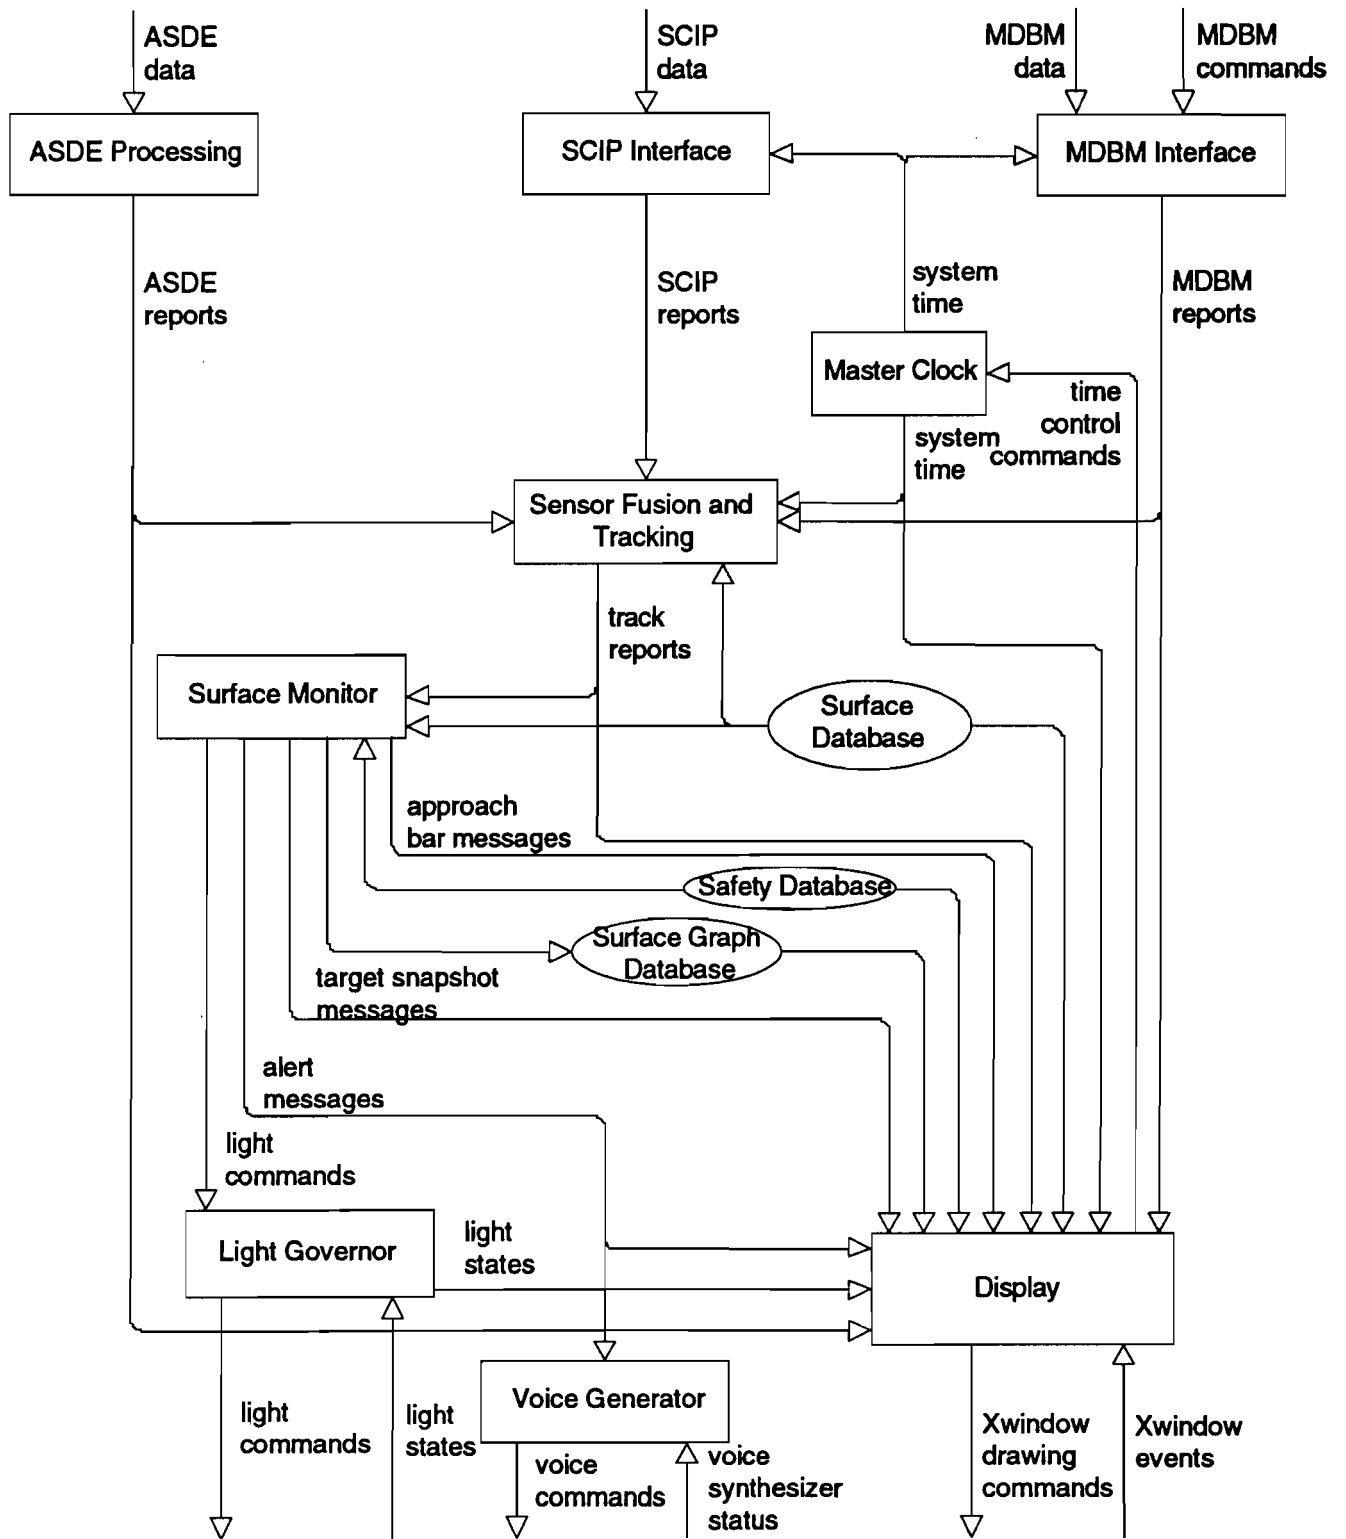 ASDE
data
SCIP
data
MDBM
data
MDBM
commands
ASDE Processing
SCIP Interface
MDBM Interface
ASDE
reports
SCIP
reports
system
time
MDBM
reports
Master Clock
time
control
commands
system
time
Sensor Fusion and
Tracking
track
reports
Surface Monitor
Surface
Database
approach
bar messages
Safety Database
Surface Graph
Database
target snapshot
messages
alert
messages
light
commands
Light Governor
light
states
Display
Voice Generator
light
commands
light
states
voice
commands
voice
synthesizer
status
Xwindow
drawing
commands
Xwindow
events